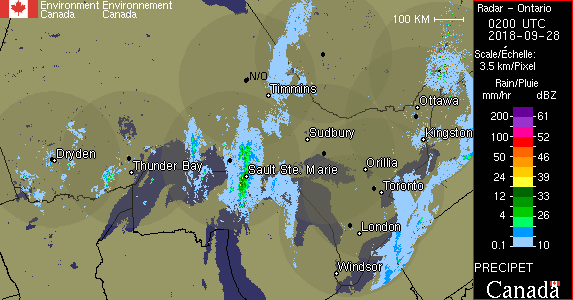 Environment Environnement
Canada Canada
100 KM
N/O
Timmins
Ottawa
Sudbury
Kingston
Dryden
Thunder Bay
Sault Ste. Marie
Orillia
Toronto
London
Windsor
Radar - Ontario
0200 UTC
2018-09-28
Scale/Échelle:
3.5 km/Pixel
Rain/Pluie
mm/hr dBZ
200 61
100 52
50 46
24 39
12 33
4 26
0.1 10
PRECIPET
Canada